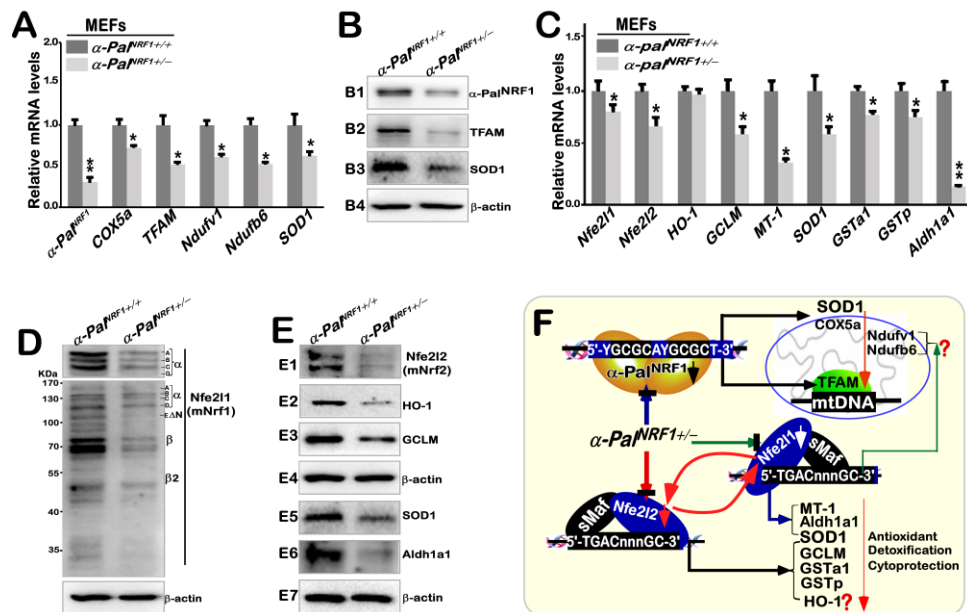 A
MEFs
α-Pal^NRF1+/+
α-Pal^NRF1+/−
Relative mRNA levels
2.0
1.5
1.0
0.5
0.0
α-Pal^NRF1
COX5a
TFAM
Ndufv1
Ndufb6
SOD1
B
α-Pal^NRF1+/+
α-Pal^NRF1+/−
B1
α-Pal^NRF1
B2
TFAM
B3
SOD1
B4
β-actin
C
MEFs
α-pal^NRF1+/+
α-pal^NRF1+/−
Relative mRNA levels
1.5
1.0
0.5
0.0
Nfe2l1
Nfe2l2
HO-1
GCLM
MT-1
SOD1
GSTa1
GSTp
Aldh1a1
D
α-Pal^NRF1+/+
α-Pal^NRF1+/−
KDa
170
130
100
70
55
40
35
A
B
C
D
α
A
B
C
D
α
EΔN
β
β2
Nfe2l1
(mNrf1)
β-actin
E
α-Pal^NRF1+/+
α-Pal^NRF1+/−
E1
Nfe2l2
(mNrf2)
E2
HO-1
E3
GCLM
E4
β-actin
E5
SOD1
E6
Aldh1a1
E7
β-actin
F
5'-YGCGCAYGCGCT-3'
α-Pal^NRF1
SOD1
COX5a
Ndufv1
Ndufb6
?
TFAM
mtDNA
α-Pal^NRF1+/−
Nfe2l1
sMaf
5'-TGACnnnGC-3'
sMaf
Nfe2l2
5'-TGACnnnGC-3'
MT-1
Aldh1a1
SOD1
GCLM
GSTa1
GSTp
HO-1?
Antioxidant
Detoxification
Cytoprotection